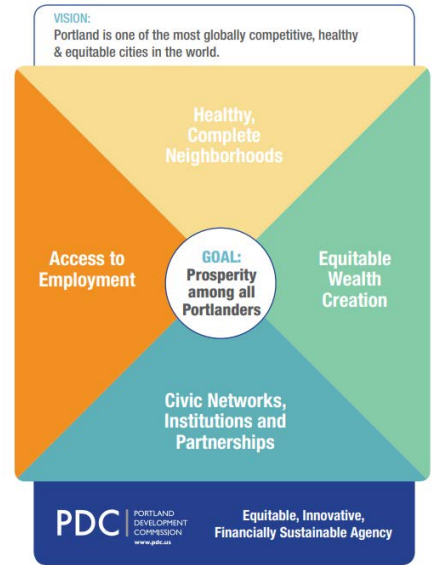 VISION:
Portland is one of the most globally competitive, healthy
& equitable cities in the world.
Healthy,
Complete
Neighborhoods
Access to
Employment
GOAL:
Prosperity
among all
Portlanders
Equitable
Wealth
Creation
Civic Networks,
Institutions and
Partnerships
PDC
PORTLAND
DEVELOPMENT
COMMISSION
www.pdc.us
Equitable, Innovative,
Financially Sustainable Agency